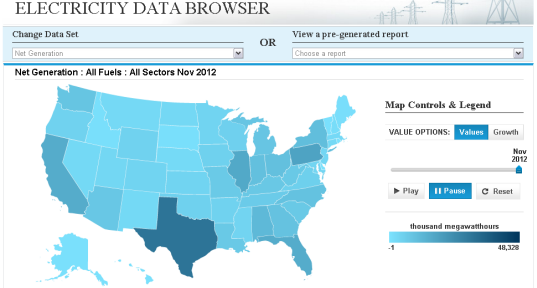 ELECTRICITY DATA BROWSER
Change Data Set
Net Generation
OR
View a pre-generated report
Choose a report
Net Generation : All Fuels : All Sectors Nov 2012
Map Controls & Legend
VALUE OPTIONS: Values Growth
Nov
2012
Play Pause Reset
thousand megawatthours
-1 48,328